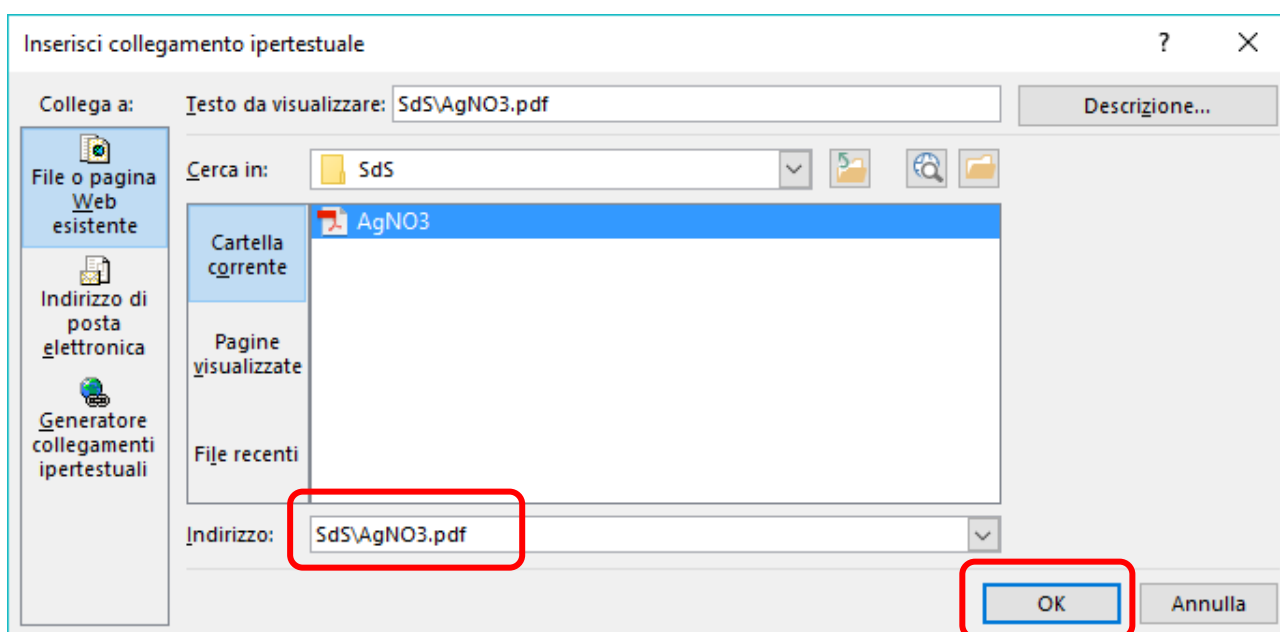 Inserisci collegamento ipertestuale
?
Collega a:
Testo da visualizzare:
SdS\AgNO3.pdf
Descrizione...
File o pagina
Web
esistente
Cerca in:
SdS
Cartella
corrente
AgNO3
Indirizzo di
posta
elettronica
Pagine
visualizzate
Generatore
collegamenti
ipertestuali
File recenti
Indirizzo:
SdS\AgNO3.pdf
OK
Annulla